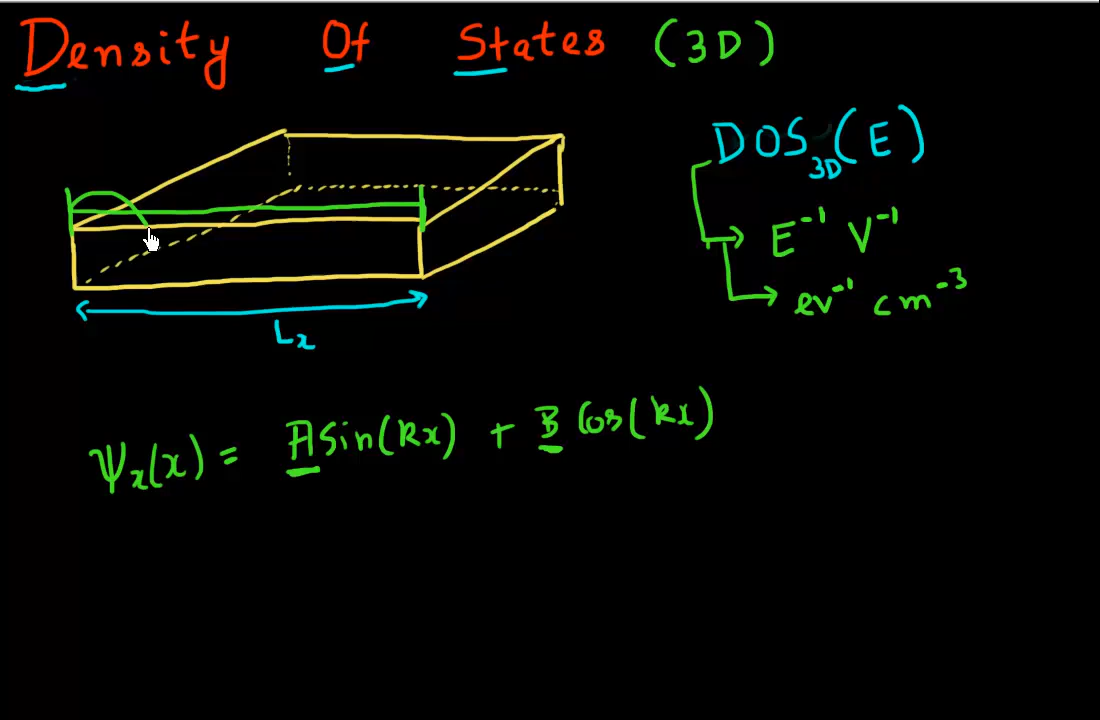 Density Of States (3D)
DOS₃D(E)
E⁻¹ V⁻¹
ev⁻¹ cm⁻³
Lx
Ψx(x) = A Sin(kx) + B Cos(kx)